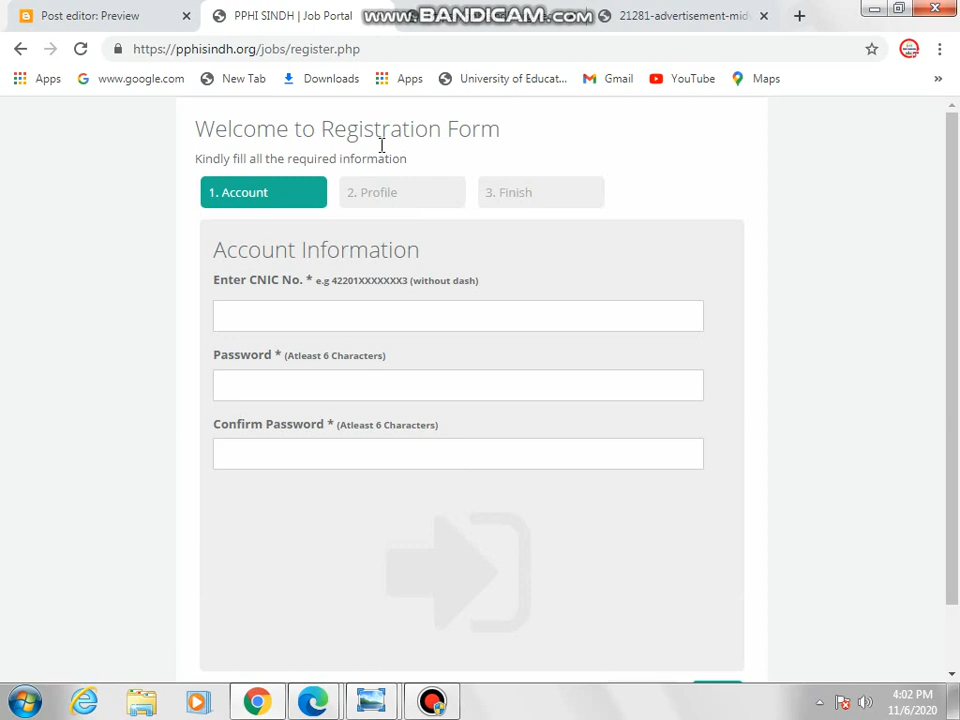 Post editor: Preview
PPHI SINDH | Job Portal
www.BANDICAM.com
21281-advertisement-mid-
https://pphisindh.org/jobs/register.php
Apps
www.google.com
New Tab
Downloads
Apps
University of Educat...
Gmail
YouTube
Maps
»
Welcome to Registration Form
Kindly fill all the required information
1. Account
2. Profile
3. Finish
Account Information
Enter CNIC No. * e.g 42201XXXXXXX3 (without dash)
Password * (Atleast 6 Characters)
Confirm Password * (Atleast 6 Characters)
4:02 PM
11/6/2020